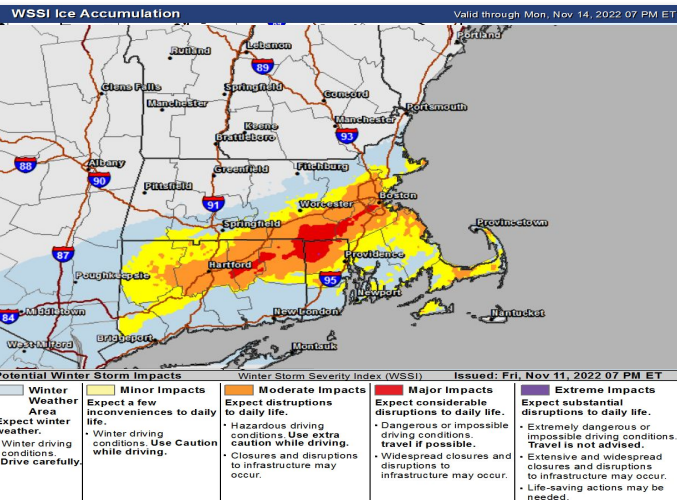 WSSI Ice Accumulation
Valid through Mon, Nov 14, 2022 07 PM ET
Portland
Rutland
Lebanon
89
Glens Falls
Springfield
Concord
Manchester
Portsmouth
Keene
Manchester
93
Brattleboro
88
Albany
90
Greenfield
Fitchburg
Pittsfield
91
Worcester
Boston
Springfield
Provincetown
87
Hartford
Providence
Poughkeepsie
95
Newport
84
Middletown
New London
Nantucket
Bridgeport
West Milford
Montauk
Potential Winter Storm Impacts
Winter Storm Severity Index (WSSI)
Issued: Fri, Nov 11, 2022 07 PM ET
Winter
Weather
Area
Expect winter
weather.
Winter driving
conditions.
Drive carefully.
Minor Impacts
Expect a few
inconveniences to daily
life.
• Winter driving
conditions. Use Caution
while driving.
Moderate Impacts
Expect distruptions
to daily life.
• Hazardous driving
conditions. Use extra
caution while driving.
• Closures and disruptions
to infrastructure may
occur.
Major Impacts
Expect considerable
disruptions to daily life.
• Dangerous or impossible
driving conditions.
travel if possible.
• Widespread closures and
disruptions to
infrastructure may occur.
Extreme Impacts
Expect substantial
disruptions to daily life.
• Extremely dangerous or
impossible driving conditions.
Travel is not advised.
• Extensive and widespread
closures and disruptions
to infrastructure may occur.
• Life-saving actions may be
needed.